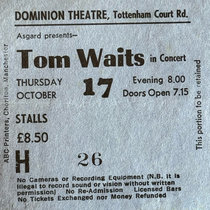 DOMINION THEATRE, Tottenham Court Rd.
Asgard presents—
Tom Waits in Concert
THURSDAY 17 Evening 8.00
OCTOBER Doors Open 7.15
STALLS
£8.50
H 26
No Cameras or Recording Equipment (N.B. it is
illegal to record sound or vision without written
permission) No Re-Admission Licensed Bars
No Tickets Exchanged nor Money Refunded
This portion to be retained
ABC Printers, Chorlton, Manchester